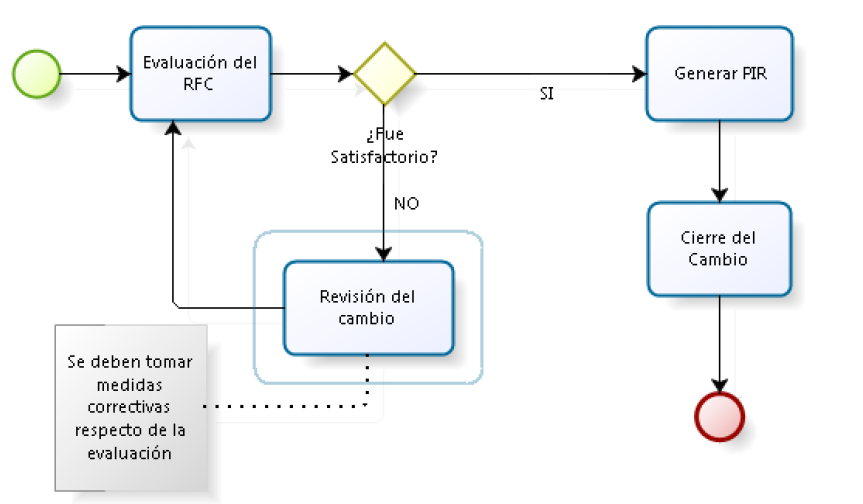 Evaluación del
RFC
¿Fue
Satisfactorio?
SI
NO
Generar PIR
Cierre del
Cambio
Revisión del
cambio
Se deben tomar
medidas
correctivas
respecto de la
evaluación